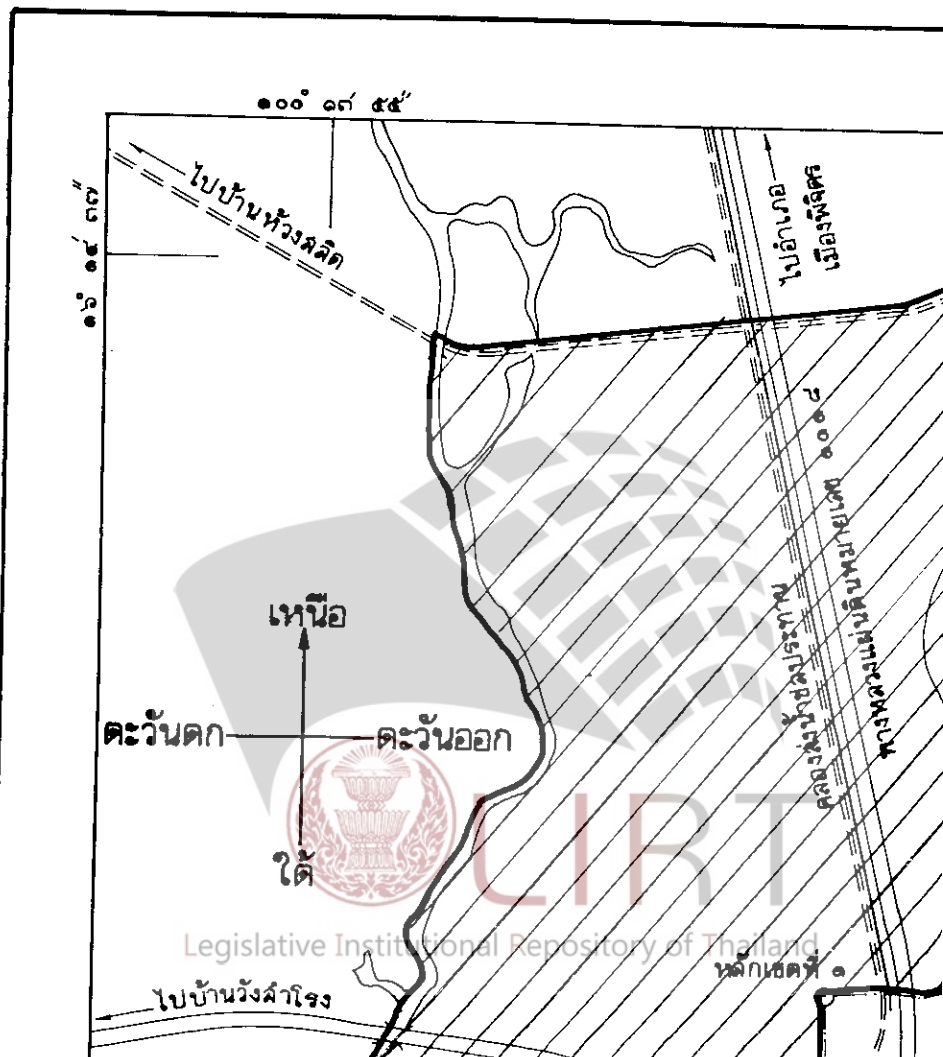 ๑๐๐° ๑๙′ ๕๕″
๑๖° ๑๔′ ๓๗″
ไปบ้านห้วงสลิด
ไปอำเภอ
เมืองพิจิตร
คลองส่งน้ำชลประทาน
ทางหลวงแผ่นดินหมายเลข ๑๑๑๘
เหนือ
ตะวันตก
ตะวันออก
ใต้
LIRT
Legislative Institutional Repository of Thailand
หลักเขตที่ ๑
ไปบ้านวังสำโรง